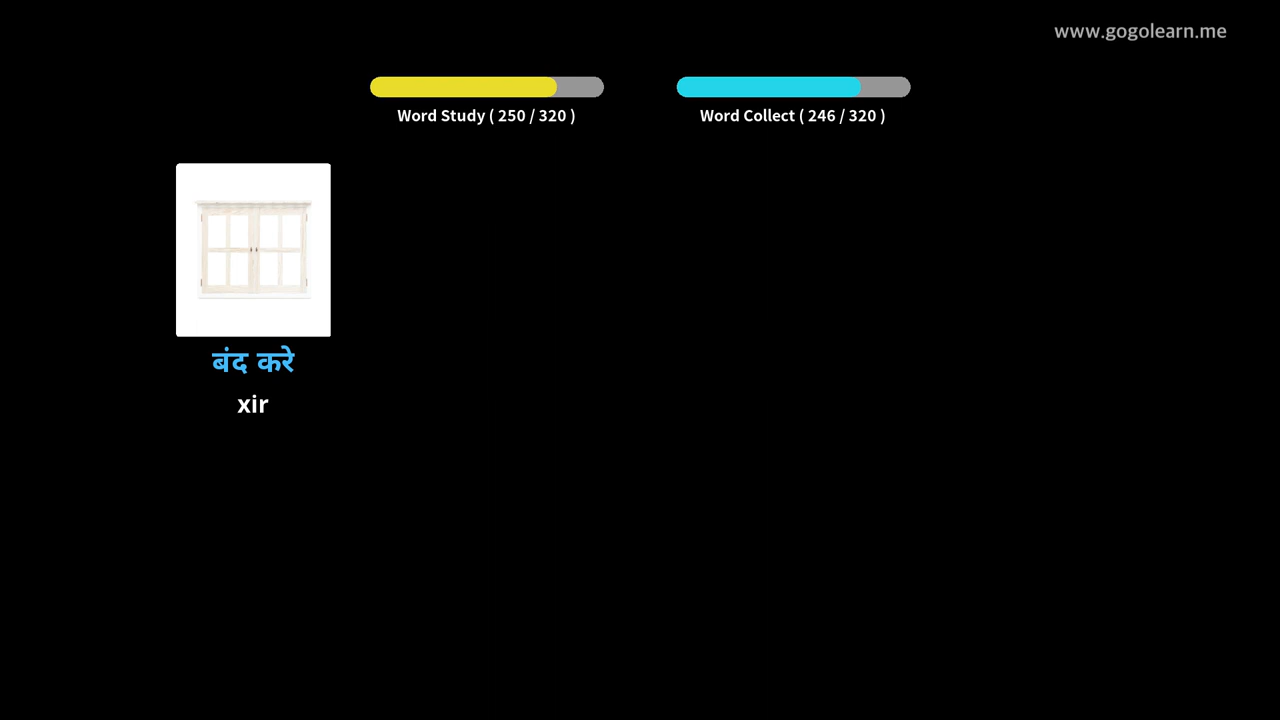 www.gogolearn.me
Word Study ( 250 / 320 )
Word Collect ( 246 / 320 )
बंद करे
xir